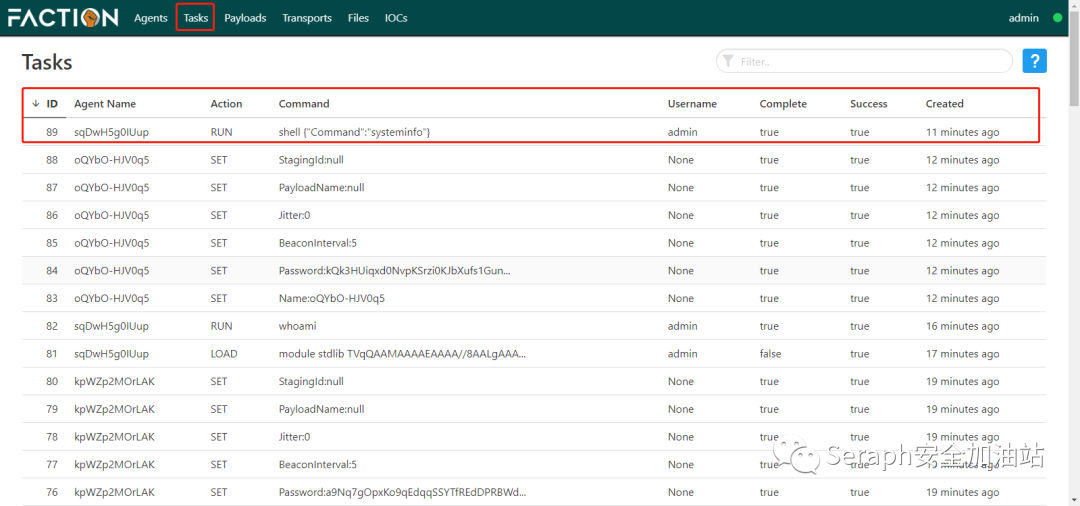 FACTION Agents Tasks Payloads Transports Files IOCs admin
Tasks Filter.. ?
ID Agent Name Action Command Username Complete Success Created
89 sqDwH5g0IUup RUN shell {"Command":"systeminfo"} admin true true 11 minutes ago
88 oQYbO-HJV0q5 SET StagingId:null None true true 12 minutes ago
87 oQYbO-HJV0q5 SET PayloadName:null None true true 12 minutes ago
86 oQYbO-HJV0q5 SET Jitter:0 None true true 12 minutes ago
85 oQYbO-HJV0q5 SET BeaconInterval:5 None true true 12 minutes ago
84 oQYbO-HJV0q5 SET Password:kQk3HUiqxd0NvpKSrzi0KJbXufs1Gun... None true true 12 minutes ago
83 oQYbO-HJV0q5 SET Name:oQYbO-HJV0q5 None true true 12 minutes ago
82 sqDwH5g0IUup RUN whoami admin true true 16 minutes ago
81 sqDwH5g0IUup LOAD module stdlib TVqQAAMAAAAEAAAA//8AALgAAA... admin false true 17 minutes ago
80 kpWZp2MOrLAK SET StagingId:null None true true 19 minutes ago
79 kpWZp2MOrLAK SET PayloadName:null None true true 19 minutes ago
78 kpWZp2MOrLAK SET Jitter:0 None true true 19 minutes ago
77 kpWZp2MOrLAK SET BeaconInterval:5 None true true 19 minutes ago
Seraph安全加油站
76 kpWZp2MOrLAK SET Password:a9Nq7gOpxKo9qEdqqSSYTfREdDPRBWd... None true true 19 minutes ago